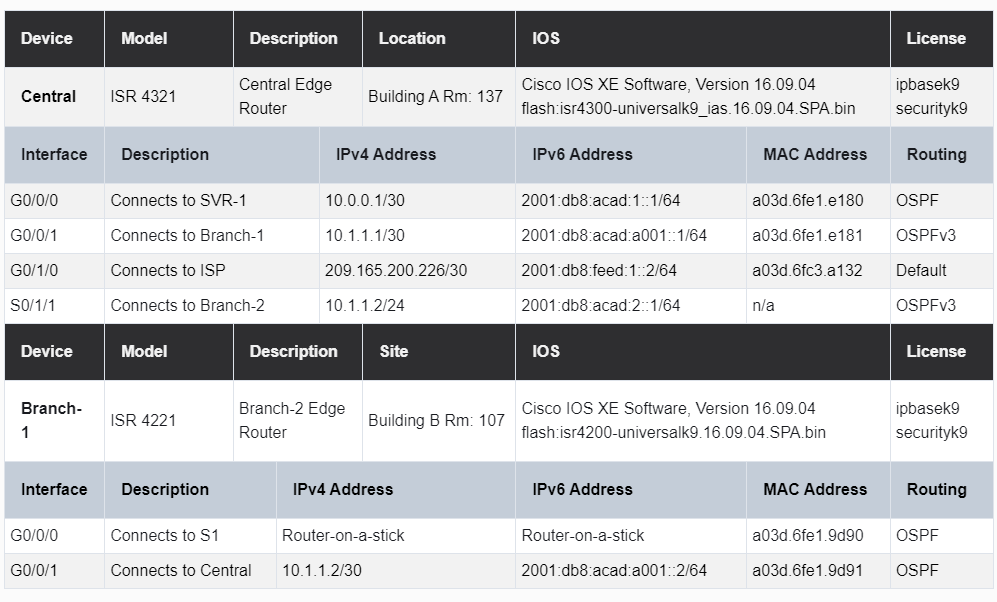 Device Model Description Location IOS License
Central ISR 4321 Central Edge Router Building A Rm: 137 Cisco IOS XE Software, Version 16.09.04 flash:isr4300-universalk9_ias.16.09.04.SPA.bin ipbasek9 securityk9
Interface Description IPv4 Address IPv6 Address MAC Address Routing
G0/0/0 Connects to SVR-1 10.0.0.1/30 2001:db8:acad:1::1/64 a03d.6fe1.e180 OSPF
G0/0/1 Connects to Branch-1 10.1.1.1/30 2001:db8:acad:a001::1/64 a03d.6fe1.e181 OSPFv3
G0/1/0 Connects to ISP 209.165.200.226/30 2001:db8:feed:1::2/64 a03d.6fc3.a132 Default
S0/1/1 Connects to Branch-2 10.1.1.2/24 2001:db8:acad:2::1/64 n/a OSPFv3
Device Model Description Site IOS License
Branch-1 ISR 4221 Branch-2 Edge Router Building B Rm: 107 Cisco IOS XE Software, Version 16.09.04 flash:isr4200-universalk9.16.09.04.SPA.bin ipbasek9 securityk9
Interface Description IPv4 Address IPv6 Address MAC Address Routing
G0/0/0 Connects to S1 Router-on-a-stick Router-on-a-stick a03d.6fe1.9d90 OSPF
G0/0/1 Connects to Central 10.1.1.2/30 2001:db8:acad:a001::2/64 a03d.6fe1.9d91 OSPF